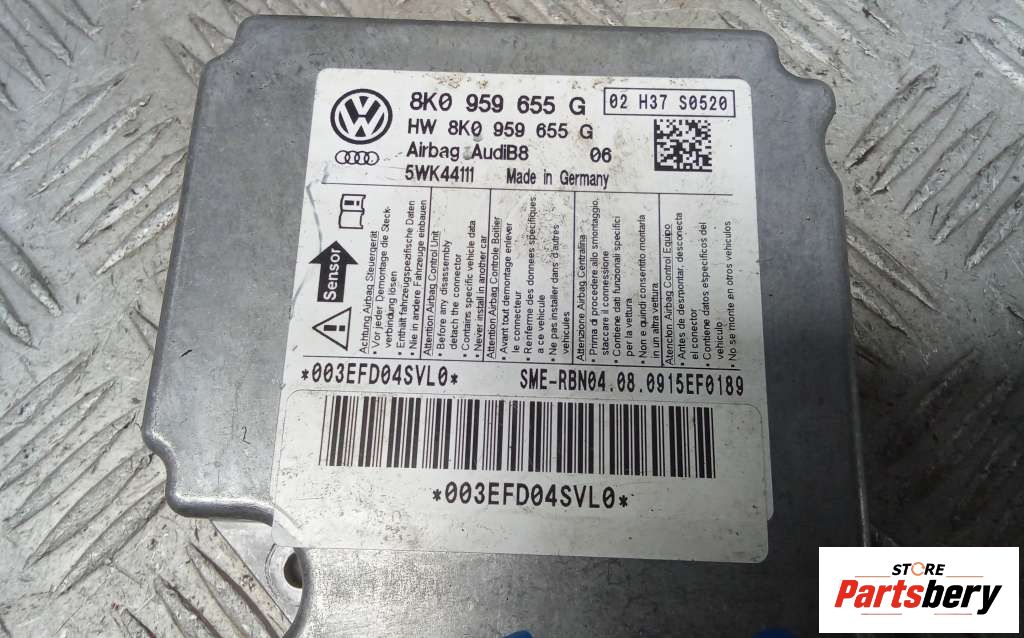 8K0 959 655 G
02 H37 S0520
HW 8K0 959 655 G
Airbag AudiB8 06
5WK44111 Made in Germany
Sensor
Achtung Airbag Steuergerät
• Vor jeder Demontage die Steck-
verbindung lösen
• Enthält fahrzeugspezifische Daten
• Nie in andere Fahrzeuge einbauen
Attention Airbag Control Unit
• Before any disassembly
detach the connector
• Contains specific vehicle data
• Never install in another car
Attention Airbag Controle Boitier
• Avant tout demontage enlever
le connecteur
• Renferme des donnees specifiques
a ce vehicule
• Ne pas installer dans d'autres
vehicules
Attenzione Airbag Centralina
• Prima di procedere allo smontaggio,
staccare il connessione
• Contiene dati funzionali specifici
per la vettura
• Non e quindi consentito montarla
in un altra vettura
Atencion Airbag Control Equipo
• Antes de desmontar, desconecta
el conector
• Contiene datos especificos del
vehiculo
• No se monte en otros vehiculos
*003EFD04SVL0*
SME-RBN04.08.0915EF0189
*003EFD04SVL0*
STORE
Partsbery